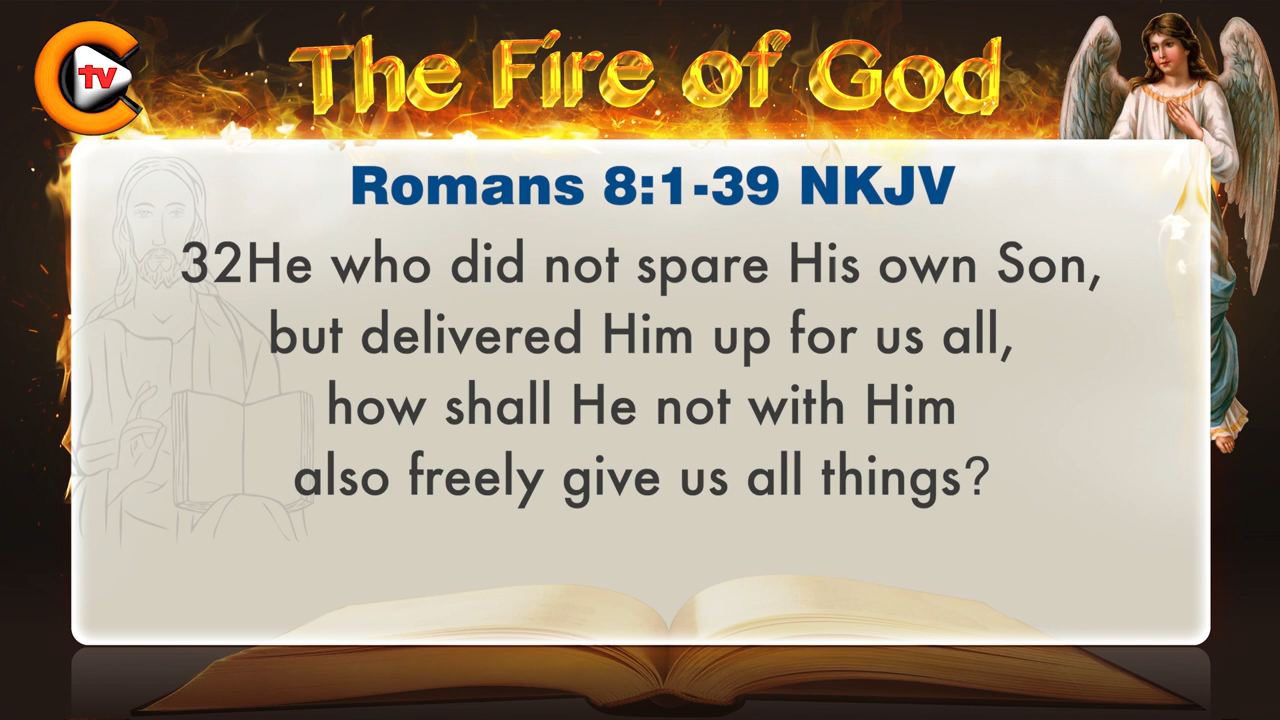 tv
The Fire of God
Romans 8:1-39 NKJV
32He who did not spare His own Son,
but delivered Him up for us all,
how shall He not with Him
also freely give us all things?